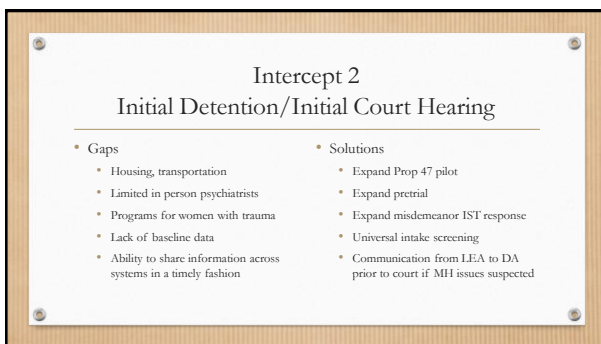 Intercept 2
Initial Detention/Initial Court Hearing
• Gaps
• Housing, transportation
• Limited in person psychiatrists
• Programs for women with trauma
• Lack of baseline data
• Ability to share information across
systems in a timely fashion
• Solutions
• Expand Prop 47 pilot
• Expand pretrial
• Expand misdemeanor IST response
• Universal intake screening
• Communication from LEA to DA
prior to court if MH issues suspected